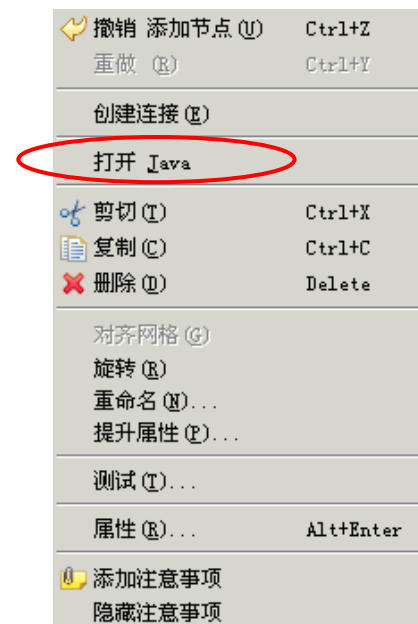 撤销 添加节点(U) Ctrl+Z
重做 (R) Ctrl+Y
创建连接(E)
打开 Java
剪切(T) Ctrl+X
复制(C) Ctrl+C
删除(D) Delete
对齐网格(G)
旋转(R)
重命名(N)...
提升属性(P)...
测试(T)...
属性(R)... Alt+Enter
添加注意事项
隐藏注意事项